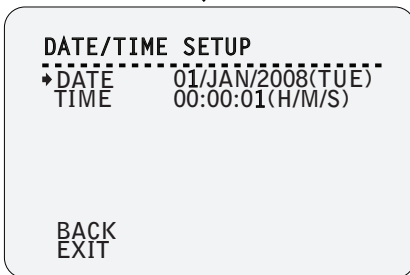 DATE/TIME SETUP
DATE 01/JAN/2008(TUE)
TIME 00:00:01(H/M/S)
BACK
EXIT